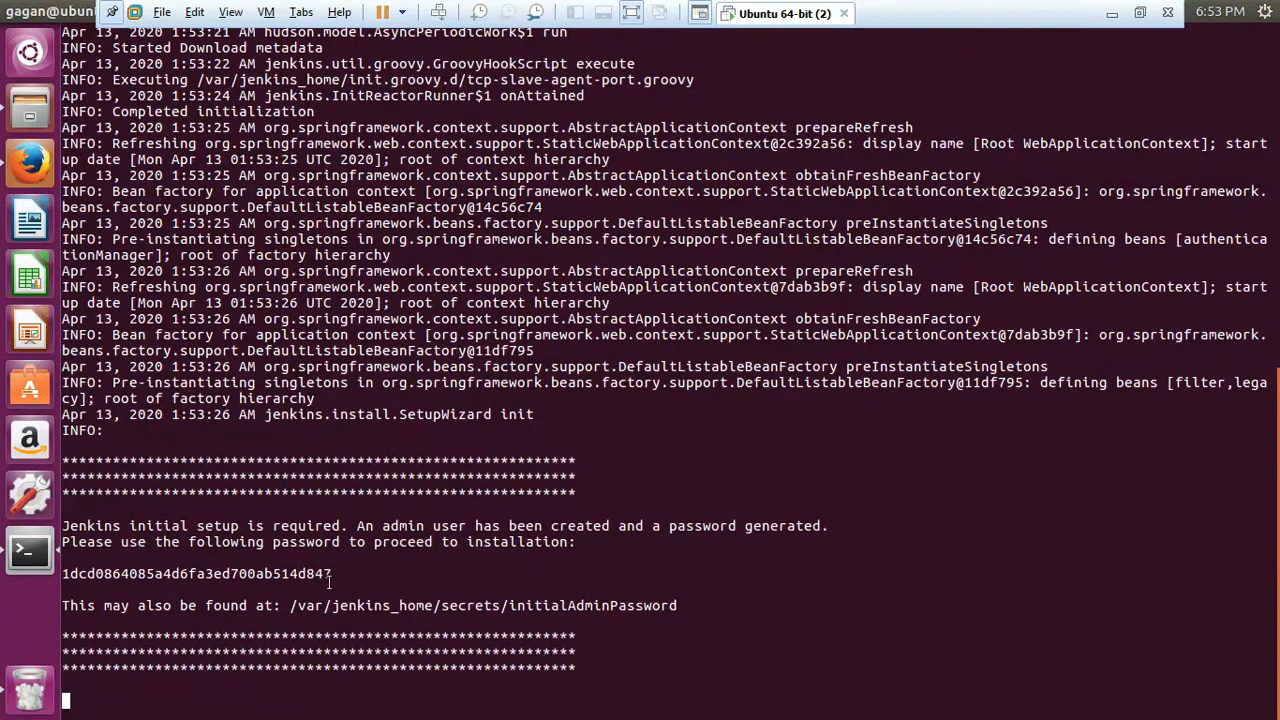 gagan@ubunt
File Edit View VM Tabs Help
Ubuntu 64-bit (2)
6:53 PM
Apr 13, 2020 1:53:21 AM hudson.model.AsyncPeriodicWork$1 run
INFO: Started Download metadata
Apr 13, 2020 1:53:22 AM jenkins.util.groovy.GroovyHookScript execute
INFO: Executing /var/jenkins_home/init.groovy.d/tcp-slave-agent-port.groovy
Apr 13, 2020 1:53:24 AM jenkins.InitReactorRunner$1 onAttained
INFO: Completed initialization
Apr 13, 2020 1:53:25 AM org.springframework.context.support.AbstractApplicationContext prepareRefresh
INFO: Refreshing org.springframework.web.context.support.StaticWebApplicationContext@2c392a56: display name [Root WebApplicationContext]; start
up date [Mon Apr 13 01:53:25 UTC 2020]; root of context hierarchy
Apr 13, 2020 1:53:25 AM org.springframework.context.support.AbstractApplicationContext obtainFreshBeanFactory
INFO: Bean factory for application context [org.springframework.web.context.support.StaticWebApplicationContext@2c392a56]: org.springframework.
beans.factory.support.DefaultListableBeanFactory@14c56c74
Apr 13, 2020 1:53:25 AM org.springframework.beans.factory.support.DefaultListableBeanFactory preInstantiateSingletons
INFO: Pre-instantiating singletons in org.springframework.beans.factory.support.DefaultListableBeanFactory@14c56c74: defining beans [authentica
tionManager]; root of factory hierarchy
Apr 13, 2020 1:53:26 AM org.springframework.context.support.AbstractApplicationContext prepareRefresh
INFO: Refreshing org.springframework.web.context.support.StaticWebApplicationContext@7dab3b9f: display name [Root WebApplicationContext]; start
up date [Mon Apr 13 01:53:26 UTC 2020]; root of context hierarchy
Apr 13, 2020 1:53:26 AM org.springframework.context.support.AbstractApplicationContext obtainFreshBeanFactory
INFO: Bean factory for application context [org.springframework.web.context.support.StaticWebApplicationContext@7dab3b9f]: org.springframework.
beans.factory.support.DefaultListableBeanFactory@11df795
Apr 13, 2020 1:53:26 AM org.springframework.beans.factory.support.DefaultListableBeanFactory preInstantiateSingletons
INFO: Pre-instantiating singletons in org.springframework.beans.factory.support.DefaultListableBeanFactory@11df795: defining beans [filter,lega
cy]; root of factory hierarchy
Apr 13, 2020 1:53:26 AM jenkins.install.SetupWizard init
INFO:
*************************************************************
*************************************************************
*************************************************************
Jenkins initial setup is required. An admin user has been created and a password generated.
Please use the following password to proceed to installation:
1dcd0864085a4d6fa3ed700ab514d847
This may also be found at: /var/jenkins_home/secrets/initialAdminPassword
*************************************************************
*************************************************************
*************************************************************